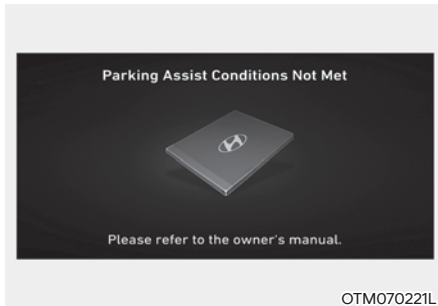 Parking Assist Conditions Not Met
Please refer to the owner's manual.
OTM070221L